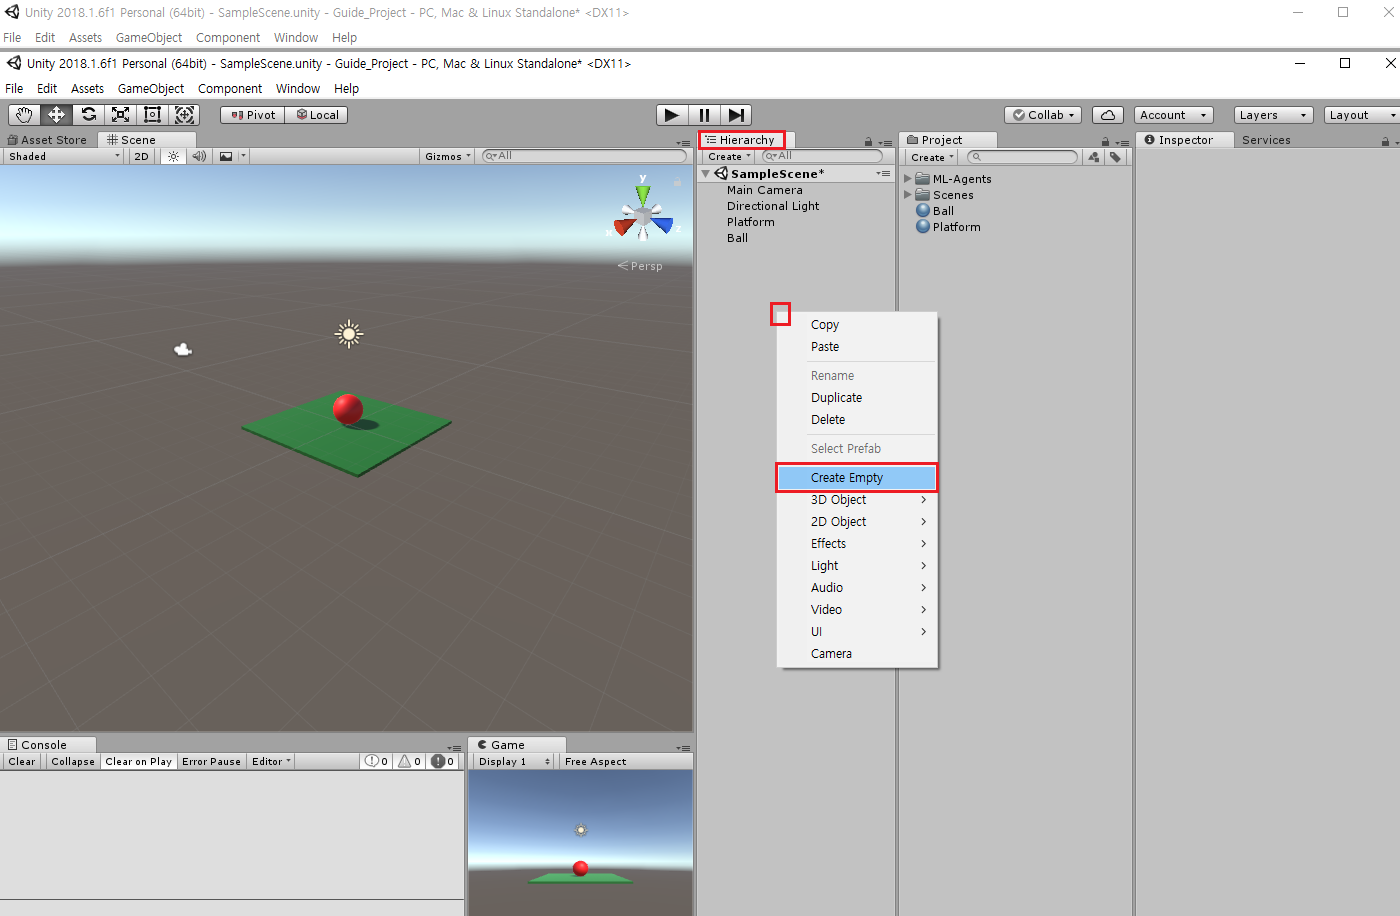 Unity 2018.1.6f1 Personal (64bit) - SampleScene.unity - Guide_Project - PC, Mac & Linux Standalone* <DX11>
File Edit Assets GameObject Component Window Help
Unity 2018.1.6f1 Personal (64bit) - SampleScene.unity - Guide_Project - PC, Mac & Linux Standalone* <DX11>
File Edit Assets GameObject Component Window Help
Pivot Local Collab Account Layers Layout
Asset Store Scene Hierarchy Project Inspector Services
Shaded 2D Gizmos All Create All Create
SampleScene*
Main Camera
Directional Light
Platform
Ball
ML-Agents
Scenes
Ball
Platform
y
x
z
Persp
Copy
Paste
Rename
Duplicate
Delete
Select Prefab
Create Empty
3D Object
2D Object
Effects
Light
Audio
Video
UI
Camera
Console
Clear Collapse Clear on Play Error Pause Editor 0 0 0
Game
Display 1 Free Aspect